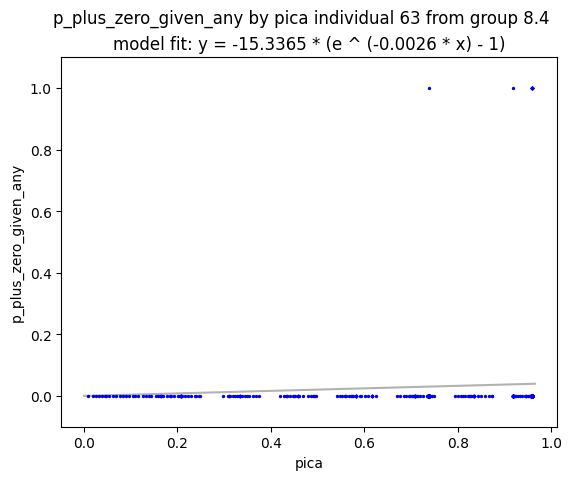 p_plus_zero_given_any by pica individual 63 from group 8.4
model fit: y = -15.3365 * (e ^ (-0.0026 * x) - 1)
p_plus_zero_given_any
1.0
0.8
0.6
0.4
0.2
0.0
0.0 0.2 0.4 0.6 0.8 1.0
pica